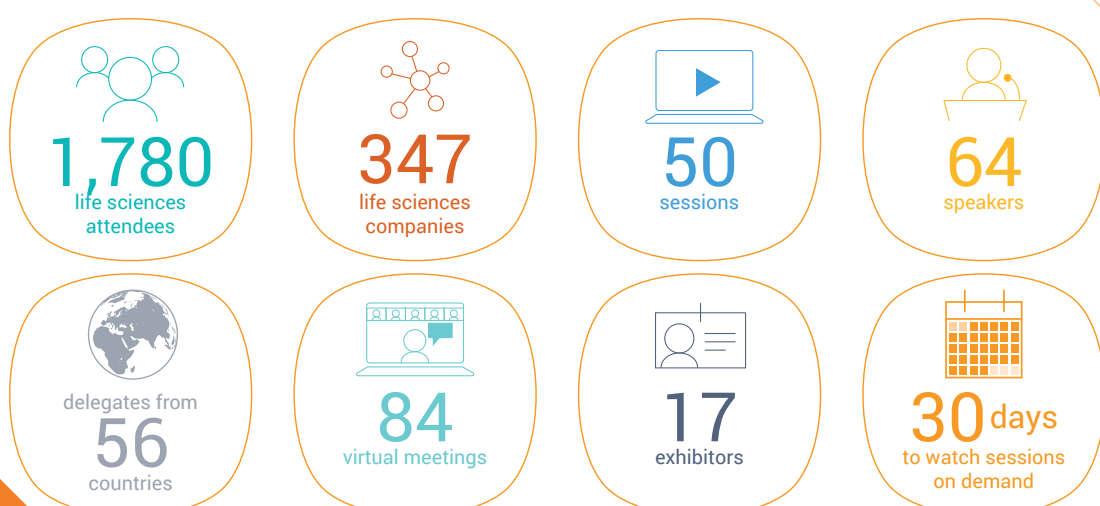 1,780
life sciences
attendees
347
life sciences
companies
50
sessions
64
speakers
delegates from
56
countries
84
virtual meetings
17
exhibitors
30 days
to watch sessions
on demand